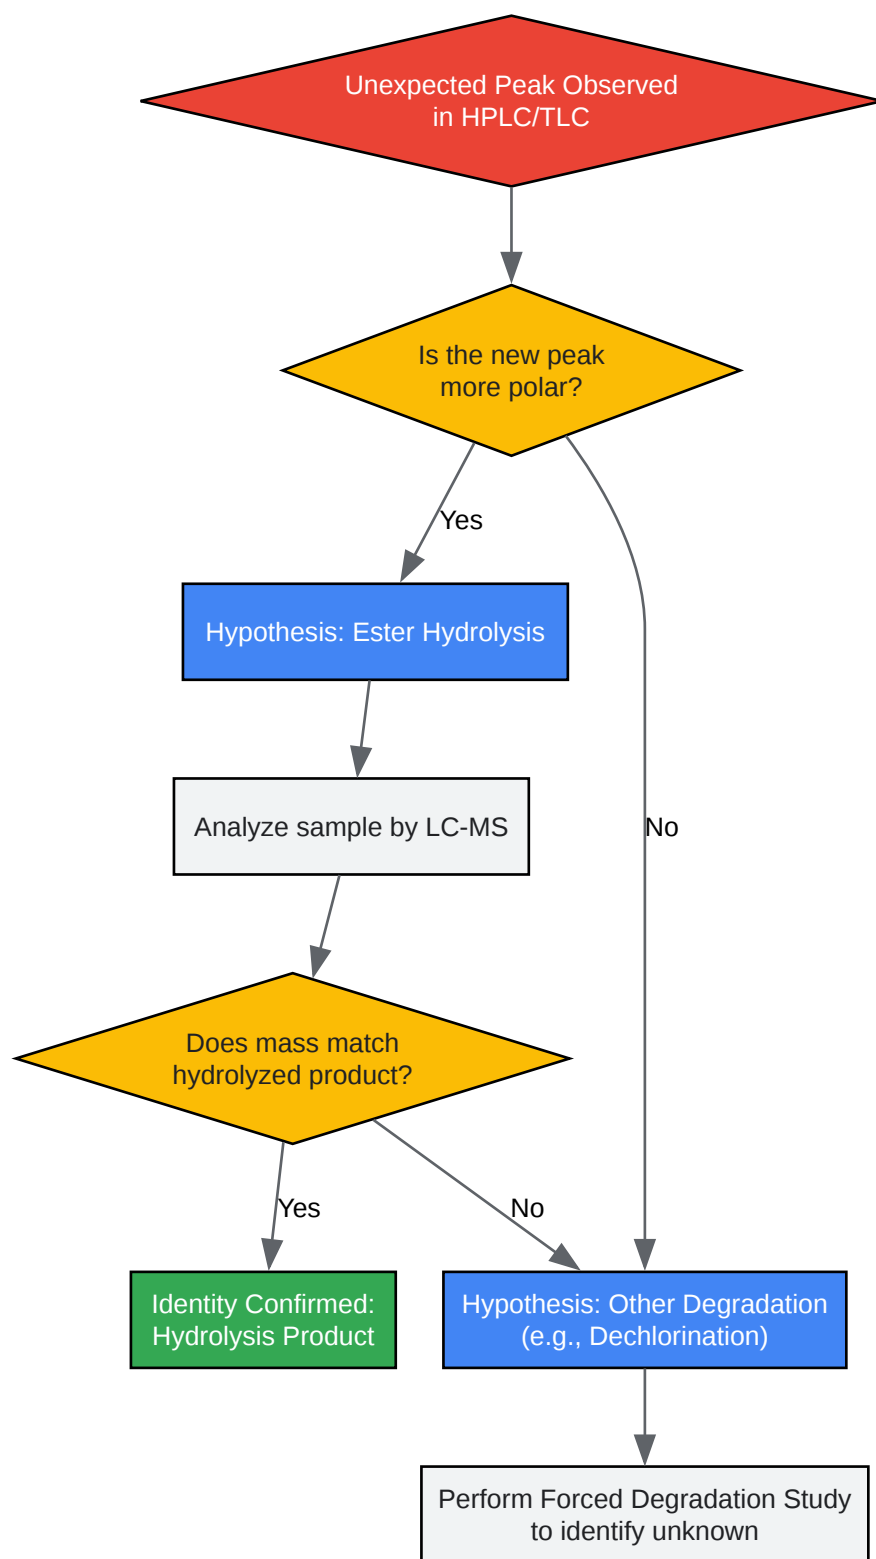 Unexpected Peak Observed
in HPLC/TLC
Is the new peak
more polar?
Yes
Hypothesis: Ester Hydrolysis
Analyze sample by LC-MS
No
Does mass match
hydrolyzed product?
Yes
No
Identity Confirmed:
Hydrolysis Product
Hypothesis: Other Degradation
(e.g., Dechlorination)
Perform Forced Degradation Study
to identify unknown